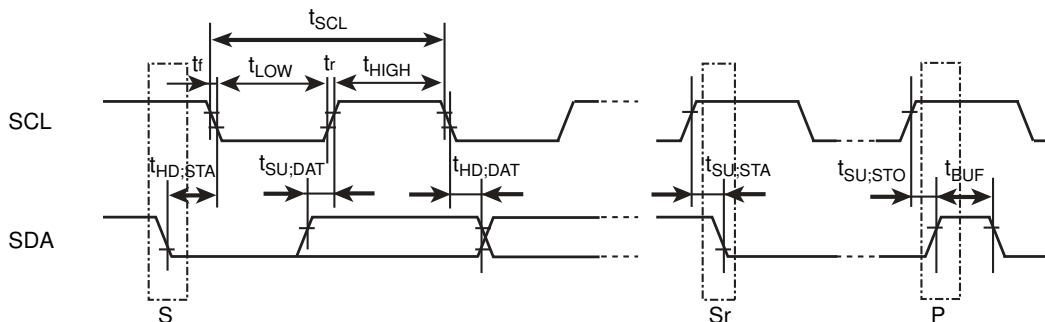 tSCL
tf tLOW tr tHIGH
SCL
tHD;STA tSU;DAT tHD;DAT tSU;STA tSU;STO tBUF
SDA
S Sr P